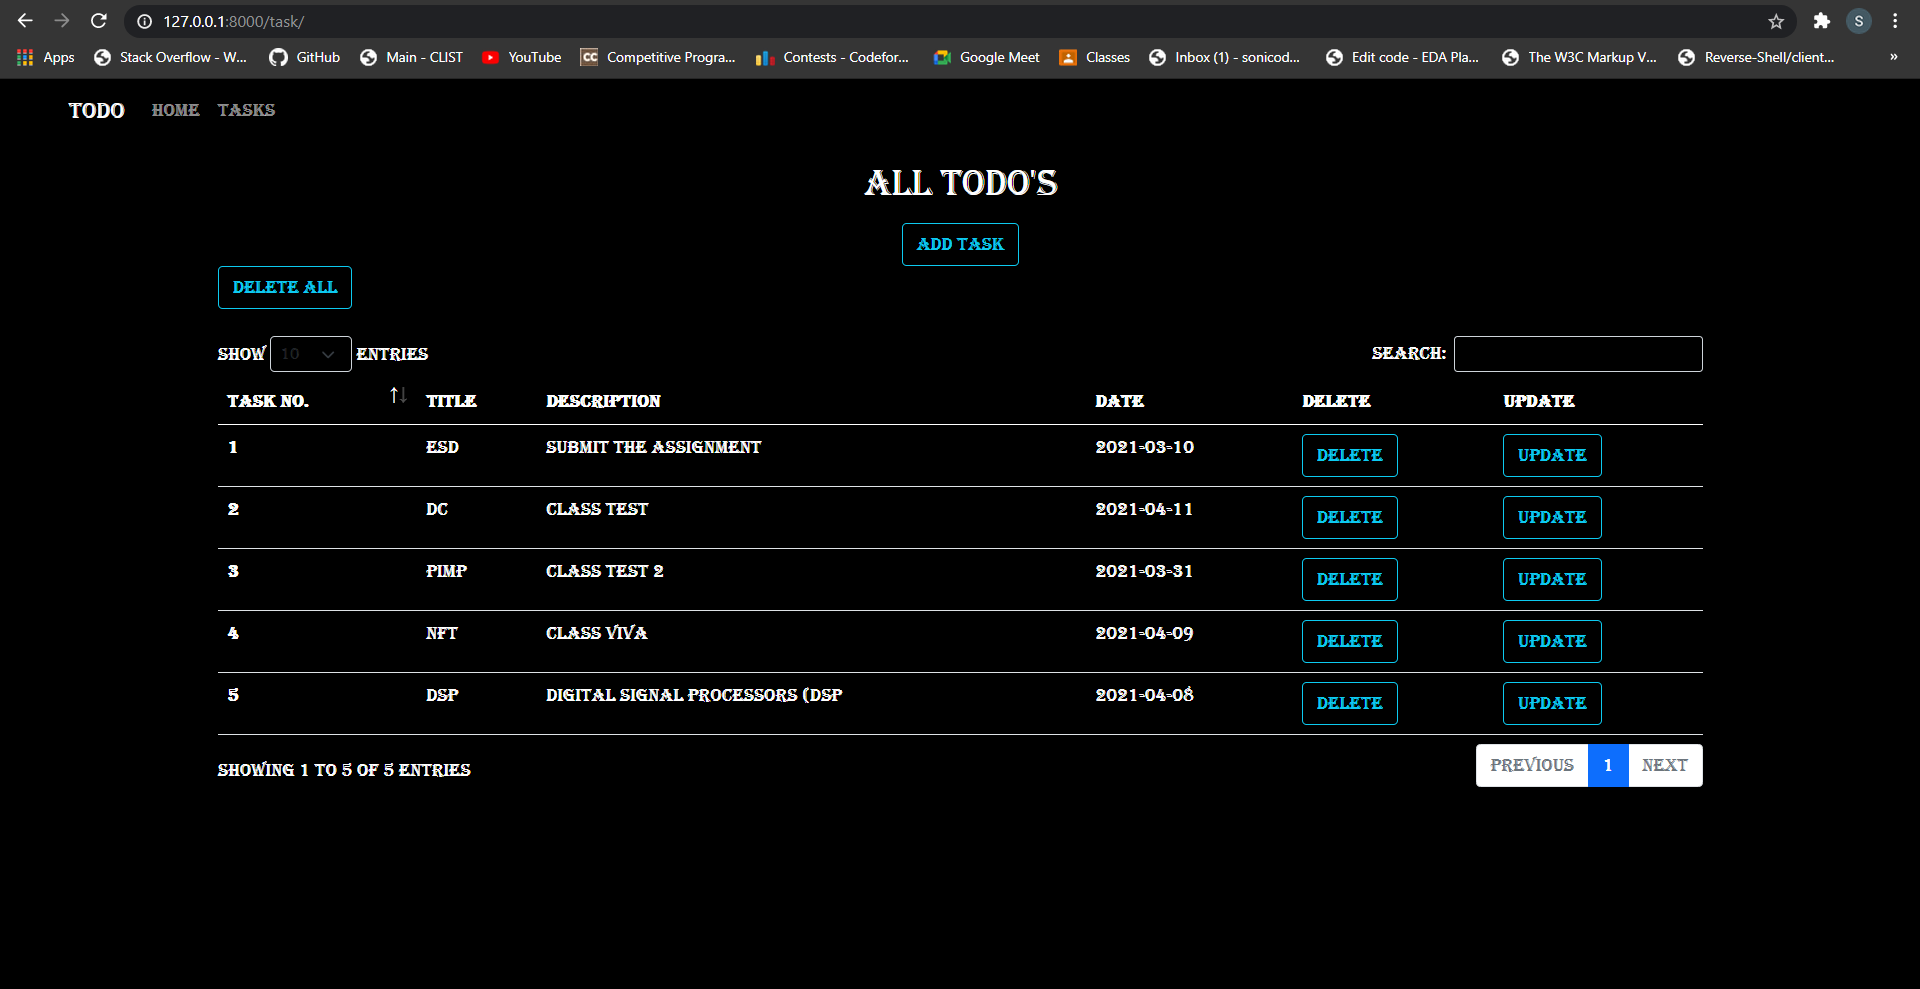 127.0.0.1:8000/task/
Apps Stack Overflow - W... GitHub Main - CLIST YouTube CC Competitive Progra... Contests - Codefor... Google Meet Classes Inbox (1) - sonicod... Edit code - EDA Pla... The W3C Markup V... Reverse-Shell/client... »
S
TODO HOME TASKS
ALL TODO'S
ADD TASK
DELETE ALL
SHOW 10 ENTRIES SEARCH:
TASK NO. TITLE DESCRIPTION DATE DELETE UPDATE
1 ESD SUBMIT THE ASSIGNMENT 2021-03-10 DELETE UPDATE
2 DC CLASS TEST 2021-04-11 DELETE UPDATE
3 PIMP CLASS TEST 2 2021-03-31 DELETE UPDATE
4 NFT CLASS VIVA 2021-04-09 DELETE UPDATE
5 DSP DIGITAL SIGNAL PROCESSORS (DSP 2021-04-08 DELETE UPDATE
SHOWING 1 TO 5 OF 5 ENTRIES PREVIOUS 1 NEXT